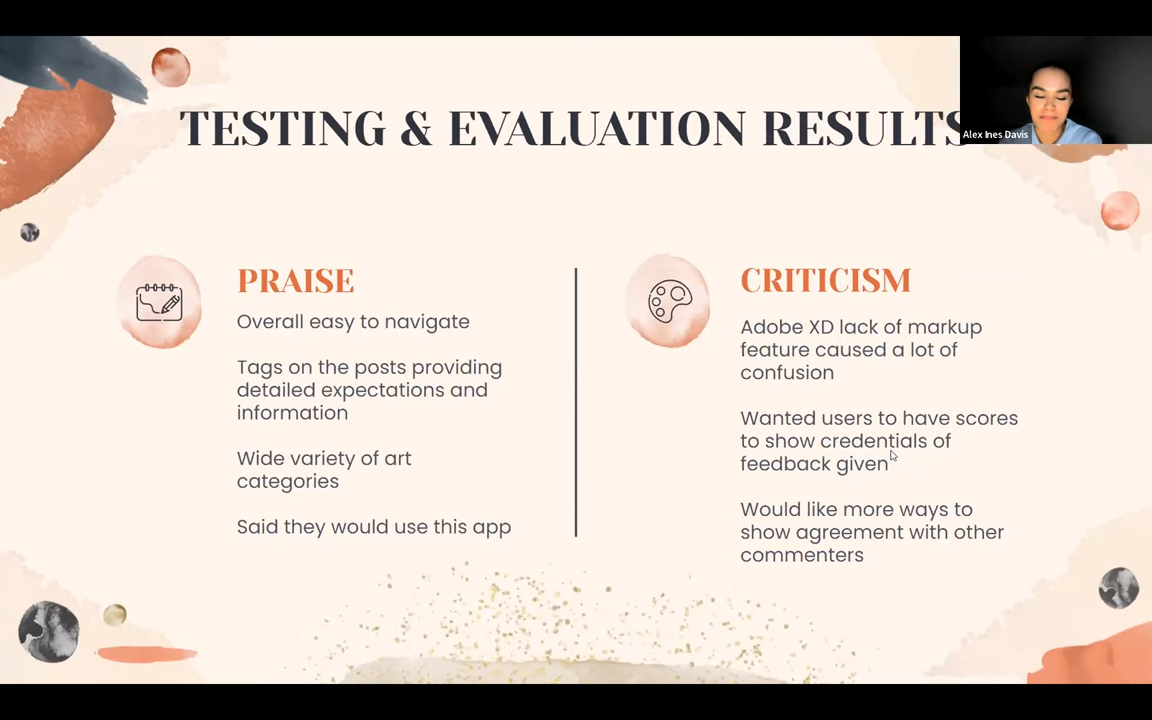 TESTING & EVALUATION RESULTS
Alex Ines Davis
PRAISE
Overall easy to navigate
Tags on the posts providing
detailed expectations and
information
Wide variety of art
categories
Said they would use this app
CRITICISM
Adobe XD lack of markup
feature caused a lot of
confusion
Wanted users to have scores
to show credentials of
feedback given
Would like more ways to
show agreement with other
commenters